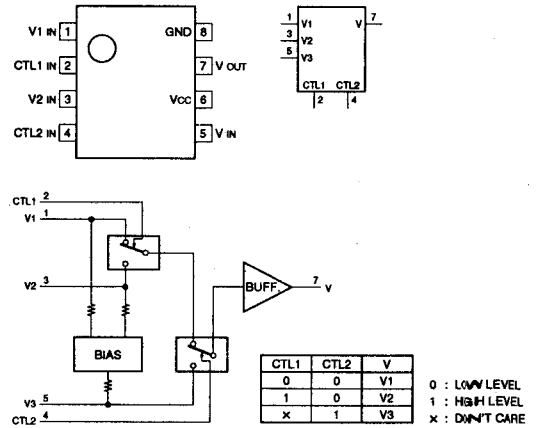 V1 IN 1
CTL1 IN 2
V2 IN 3
CTL2 IN 4
GND 8
7 V OUT
Vcc 6
5 V IN
1 V1
3 V2
5 V3
V 7
CTL1 CTL2
2 4
CTL1 2
V1 1
V2 3
BIAS
V3 5
CTL2 4
BUFF.
7 V
CTL1 CTL2 V
0 0 V1
1 0 V2
× 1 V3
0 : LOW LEVEL
1 : HIGH LEVEL
× : DON'T CARE